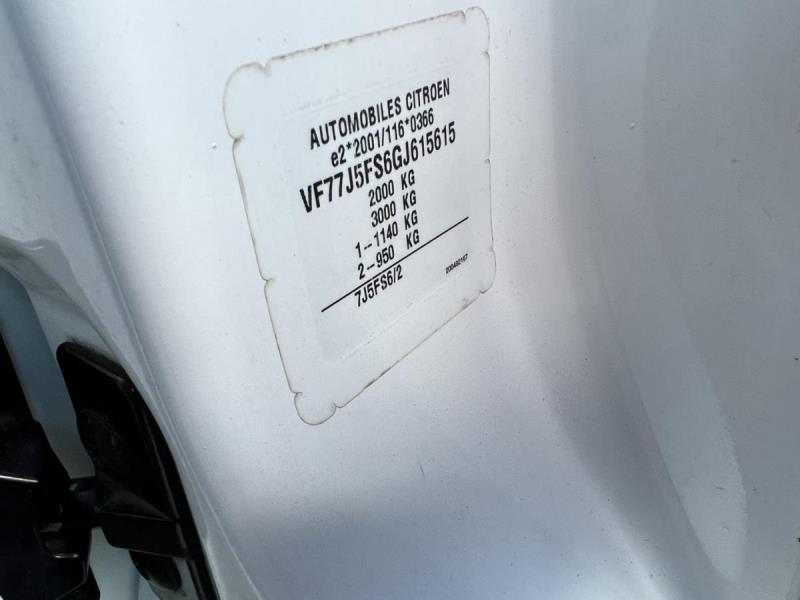 AUTOMOBILES CITROEN
e2*2001/116*0366
VF77J5FS6GJ615615
2000 KG
3000 KG
1--1140 KG
2--950 KG
7J5FS6/2